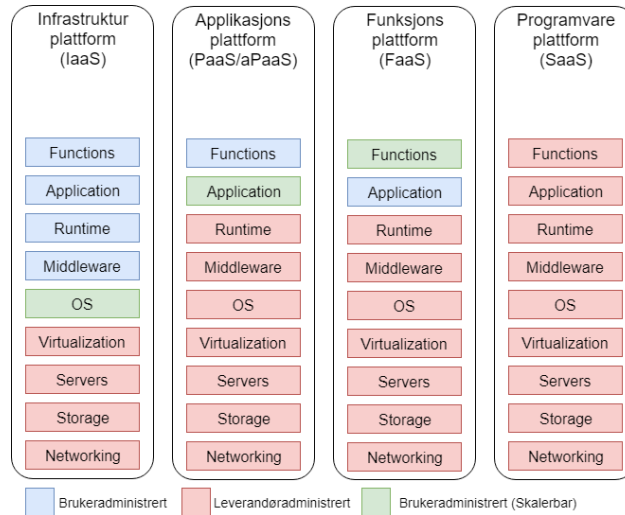 Infrastruktur
plattform
(IaaS)
Functions
Application
Runtime
Middleware
OS
Virtualization
Servers
Storage
Networking
Applikasjons
plattform
(PaaS/aPaaS)
Functions
Application
Runtime
Middleware
OS
Virtualization
Servers
Storage
Networking
Funksjons
plattform
(FaaS)
Functions
Application
Runtime
Middleware
OS
Virtualization
Servers
Storage
Networking
Programvare
plattform
(SaaS)
Functions
Application
Runtime
Middleware
OS
Virtualization
Servers
Storage
Networking
Brukeradministrert
Leverandøradministrert
Brukeradministrert (Skalerbar)